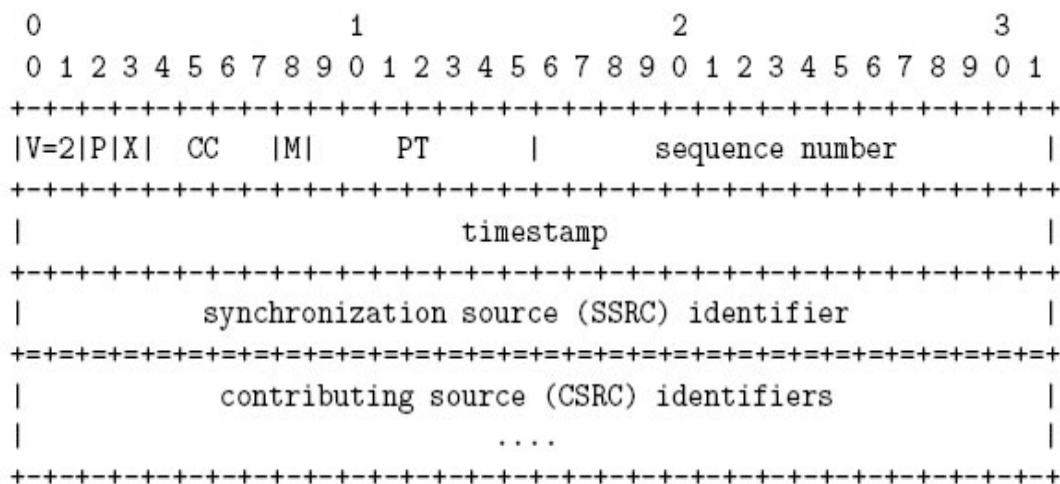 0                   1                   2                   3
0 1 2 3 4 5 6 7 8 9 0 1 2 3 4 5 6 7 8 9 0 1 2 3 4 5 6 7 8 9 0 1
+-+-+-+-+-+-+-+-+-+-+-+-+-+-+-+-+-+-+-+-+-+-+-+-+-+-+-+-+-+-+-+-+
|V=2|P|X|  CC   |M|     PT      |       sequence number         |
+-+-+-+-+-+-+-+-+-+-+-+-+-+-+-+-+-+-+-+-+-+-+-+-+-+-+-+-+-+-+-+-+
|                           timestamp                           |
+-+-+-+-+-+-+-+-+-+-+-+-+-+-+-+-+-+-+-+-+-+-+-+-+-+-+-+-+-+-+-+-+
|           synchronization source (SSRC) identifier            |
+=+=+=+=+=+=+=+=+=+=+=+=+=+=+=+=+=+=+=+=+=+=+=+=+=+=+=+=+=+=+=+=+
|            contributing source (CSRC) identifiers             |
|                             ....                              |
+-+-+-+-+-+-+-+-+-+-+-+-+-+-+-+-+-+-+-+-+-+-+-+-+-+-+-+-+-+-+-+-+